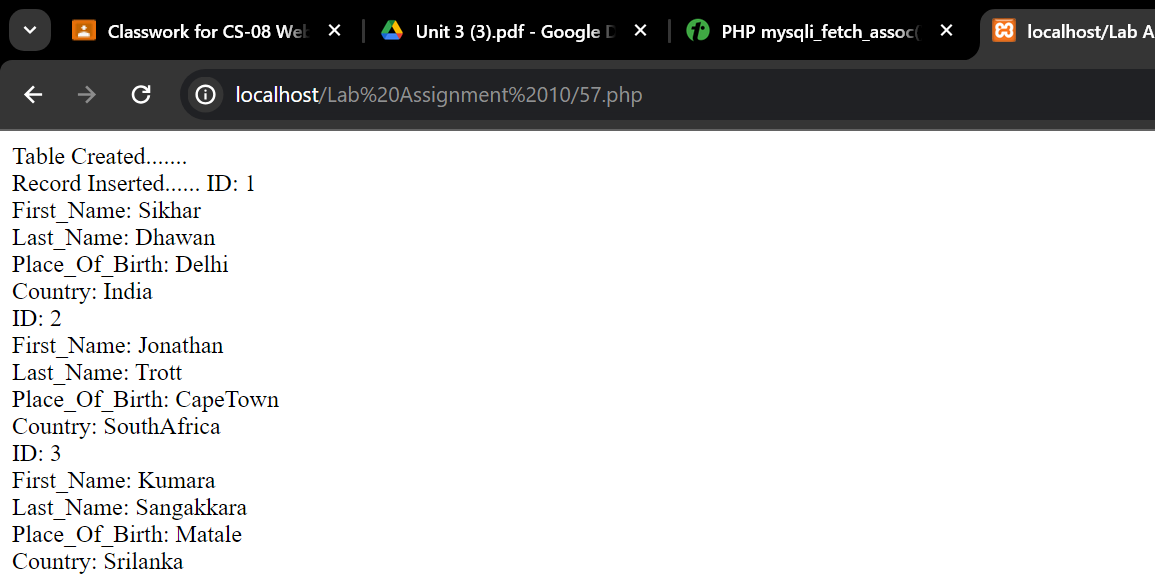 Classwork for CS-08 Web
Unit 3 (3).pdf - Google D
PHP mysqli_fetch_assoc(
localhost/Lab A
localhost/Lab%20Assignment%2010/57.php
Table Created.......
Record Inserted...... ID: 1
First_Name: Sikhar
Last_Name: Dhawan
Place_Of_Birth: Delhi
Country: India
ID: 2
First_Name: Jonathan
Last_Name: Trott
Place_Of_Birth: CapeTown
Country: SouthAfrica
ID: 3
First_Name: Kumara
Last_Name: Sangakkara
Place_Of_Birth: Matale
Country: Srilanka